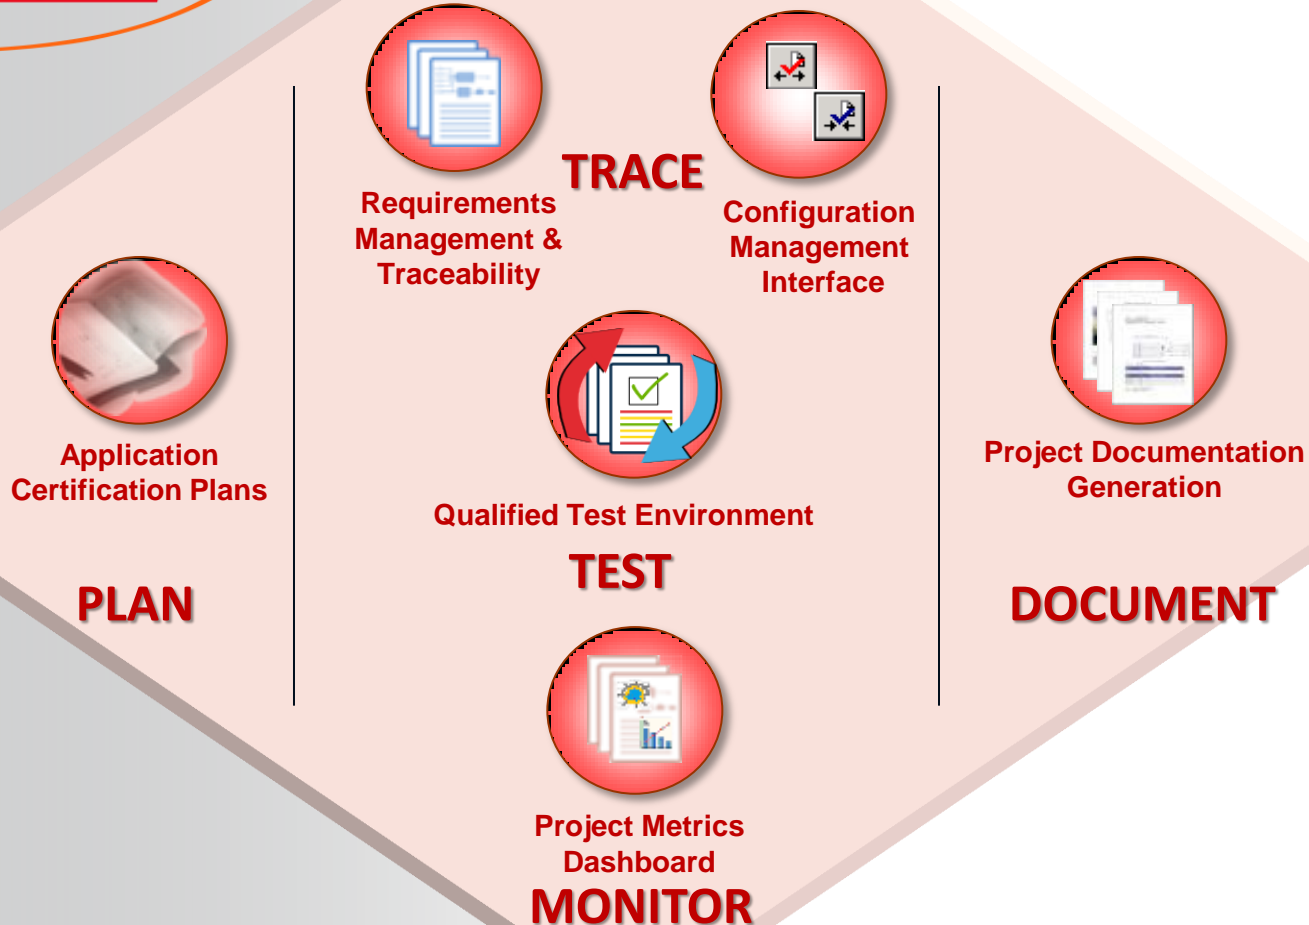 TRACE
Requirements
Management &
Traceability
Configuration
Management
Interface
Application
Certification Plans
PLAN
Qualified Test Environment
TEST
Project Documentation
Generation
DOCUMENT
Project Metrics
Dashboard
MONITOR